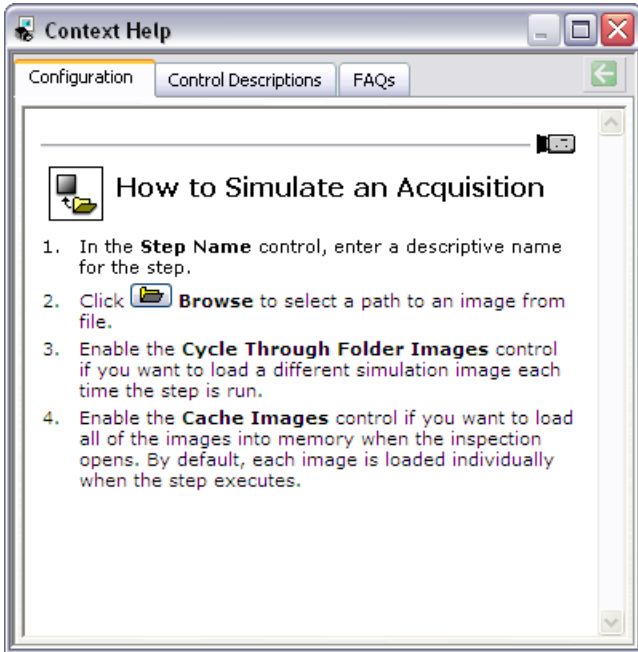 Context Help
Configuration Control Descriptions FAQs
How to Simulate an Acquisition
1. In the Step Name control, enter a descriptive name
for the step.
2. Click Browse to select a path to an image from
file.
3. Enable the Cycle Through Folder Images control
if you want to load a different simulation image each
time the step is run.
4. Enable the Cache Images control if you want to load
all of the images into memory when the inspection
opens. By default, each image is loaded individually
when the step executes.